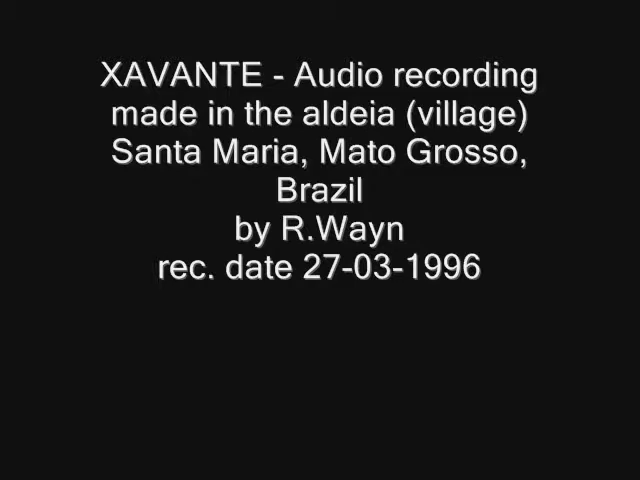 XAVANTE - Audio recording
made in the aldeia (village)
Santa Maria, Mato Grosso,
Brazil
by R.Wayn
rec. date 27-03-1996